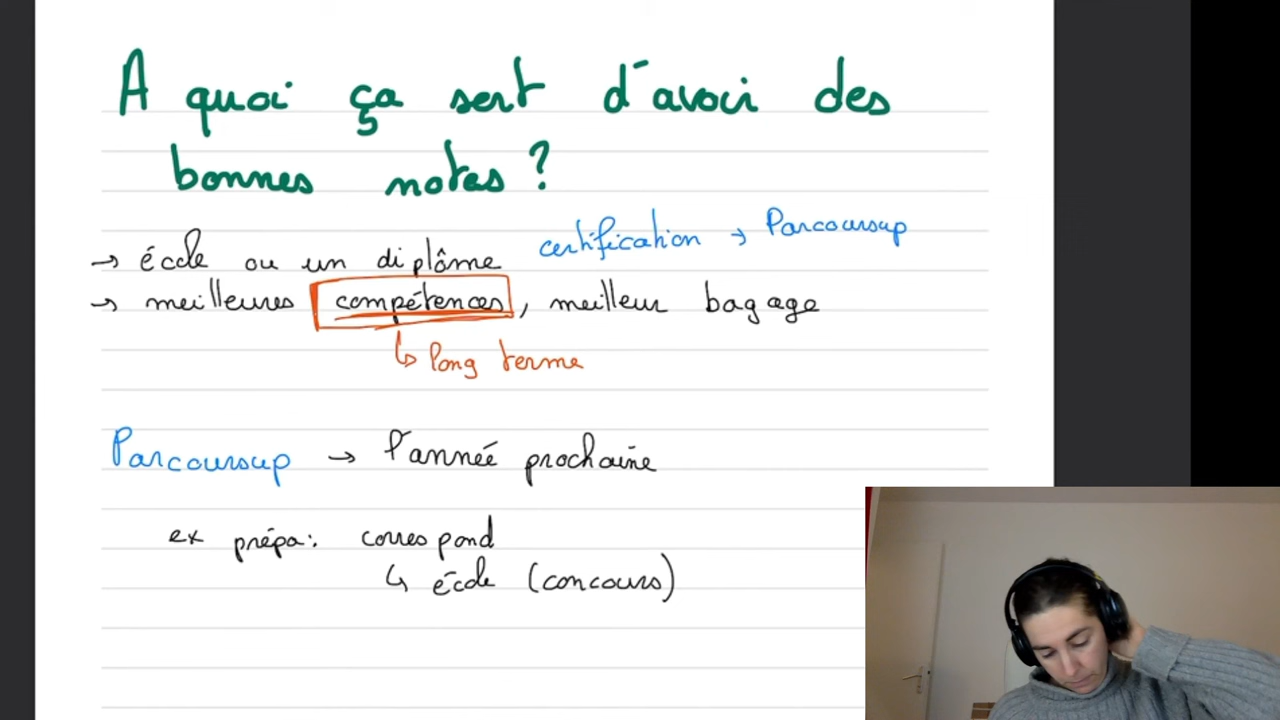 A quoi ça sert d'avoir des
bonnes notes ?
→ école ou un diplôme certification → Parcoursup
→ meilleures compétences, meilleur bagage
↳ long terme
Parcoursup → l'année prochaine
ex prépa : correspond
↳ école (concours)